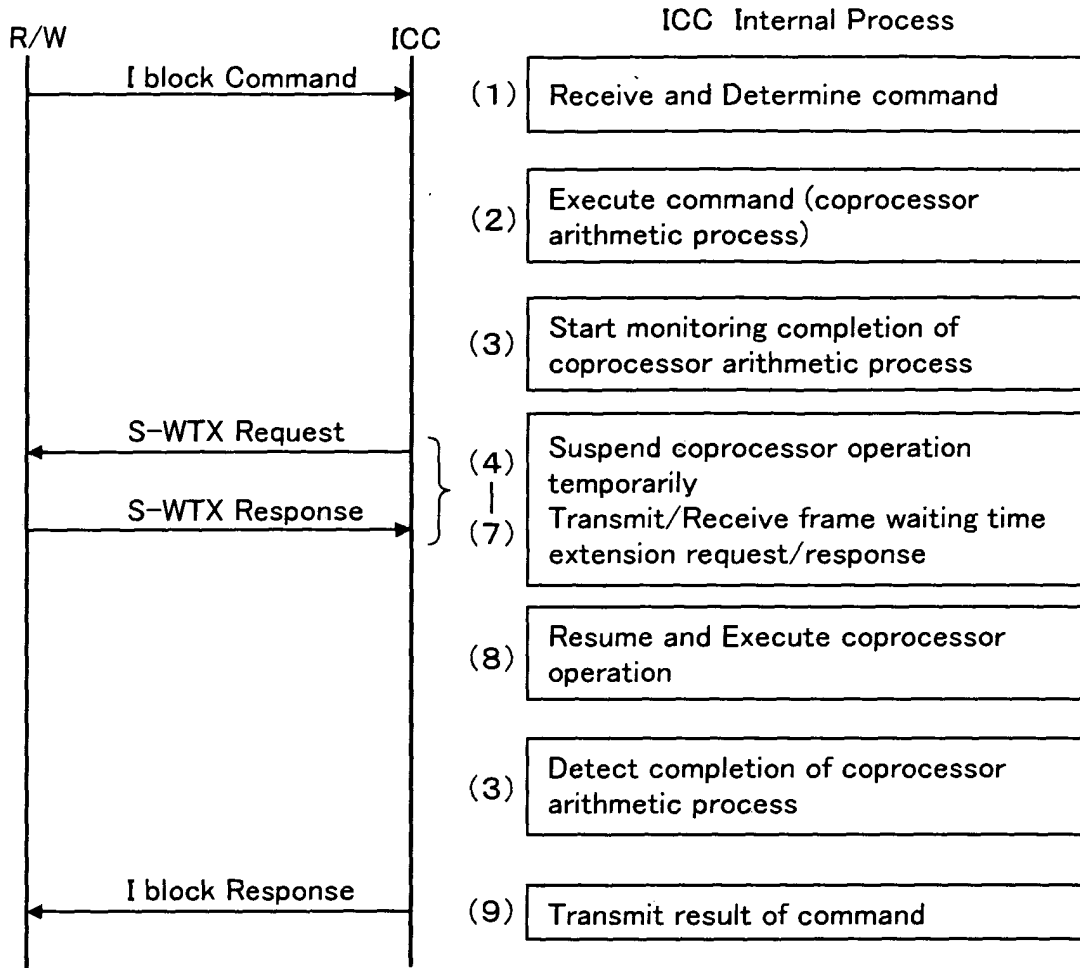 ICC Internal Process
R/W
ICC
I block Command
(1)
Receive and Determine command
(2)
Execute command (coprocessor
arithmetic process)
(3)
Start monitoring completion of
coprocessor arithmetic process
S-WTX Request
S-WTX Response
(4)
(7)
Suspend coprocessor operation
temporarily
Transmit/Receive frame waiting time
extension request/response
(8)
Resume and Execute coprocessor
operation
(3)
Detect completion of coprocessor
arithmetic process
I block Response
(9)
Transmit result of command